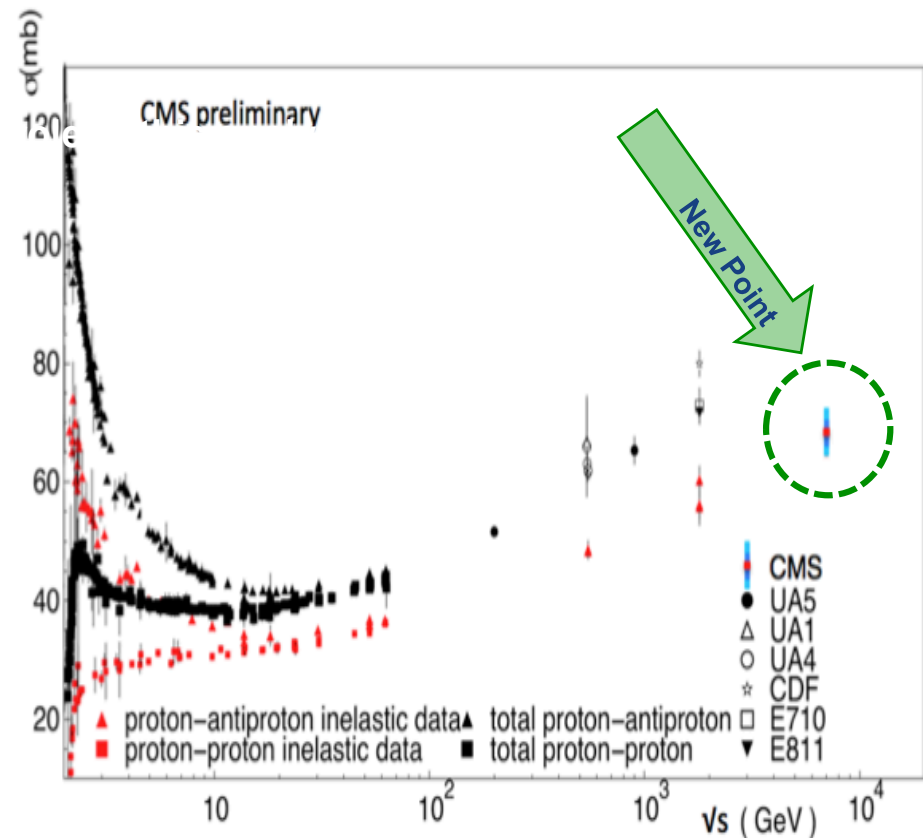 σ(mb)
120
CMS preliminary
New Point
100
80
60
40
20
CMS
UA5
UA1
UA4
CDF
E710
E811
proton–antiproton inelastic data
total proton–antiproton
proton–proton inelastic data
total proton–proton
10
10²
10³
10⁴
√s ( GeV )